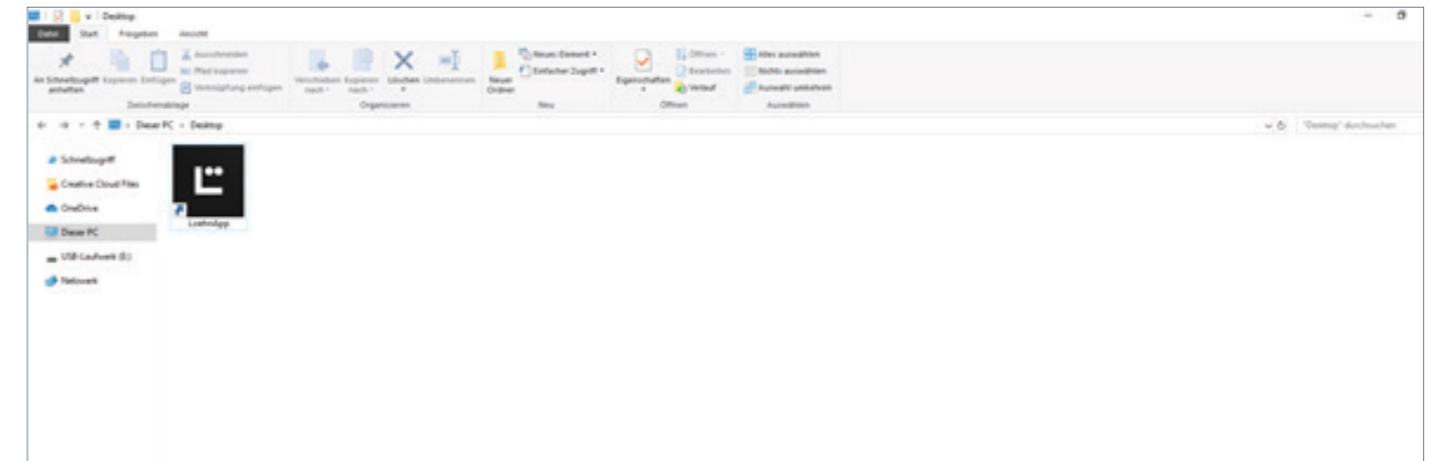 Desktop
Datei Start Freigeben Ansicht
An Schnellzugriff anheften
Kopieren
Einfügen
Ausschneiden
Pfad kopieren
Verknüpfung einfügen
Zwischenablage
Verschieben nach
Kopieren nach
Löschen
Umbenennen
Organisieren
Neuer Ordner
Neues Element
Einfacher Zugriff
Neu
Eigenschaften
Öffnen
Bearbeiten
Verlauf
Öffnen
Alles auswählen
Nichts auswählen
Auswahl umkehren
Auswählen
Dieser PC › Desktop
"Desktop" durchsuchen
Schnellzugriff
Creative Cloud Files
OneDrive
Dieser PC
USB-Laufwerk (E:)
Netzwerk